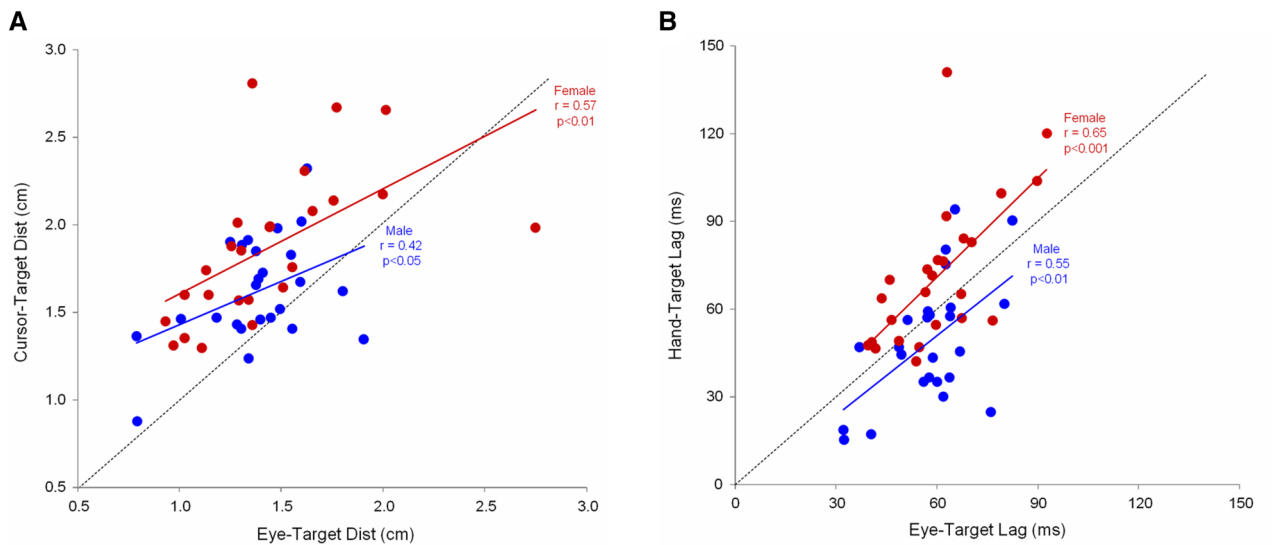 A
3.0
2.5
2.0
1.5
1.0
0.5
Cursor-Target Dist (cm)
Female
r = 0.57
p<0.01
Male
r = 0.42
p<0.05
0.5
1.0
1.5
2.0
2.5
3.0
Eye-Target Dist (cm)
B
150
120
90
60
30
0
Hand-Target Lag (ms)
Female
r = 0.65
p<0.001
Male
r = 0.55
p<0.01
0
30
60
90
120
150
Eye-Target Lag (ms)